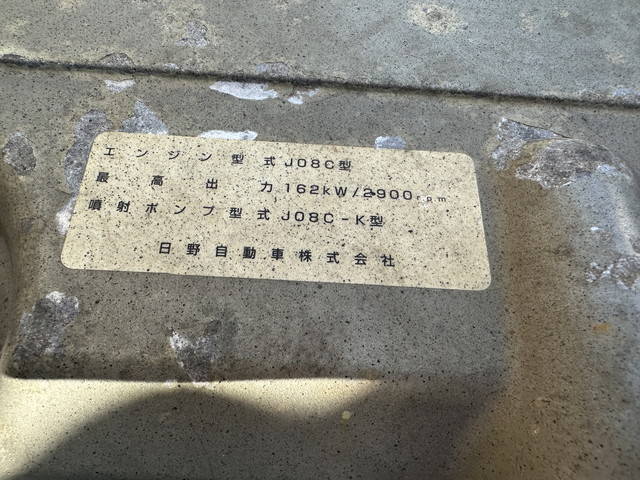 エンジン型式J08C型
最高出力162kW/2900r.p.m
噴射ポンプ型式J08C-K型
日野自動車株式会社